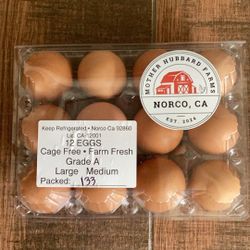 MOTHER HUBBARD FARMS
NORCO, CA
EST. 2024
Keep Refrigerated • Norco Ca 92860
Lic. CA-12001
12 EGGS
Cage Free • Farm Fresh
Grade A
Large Medium
Packed: 133